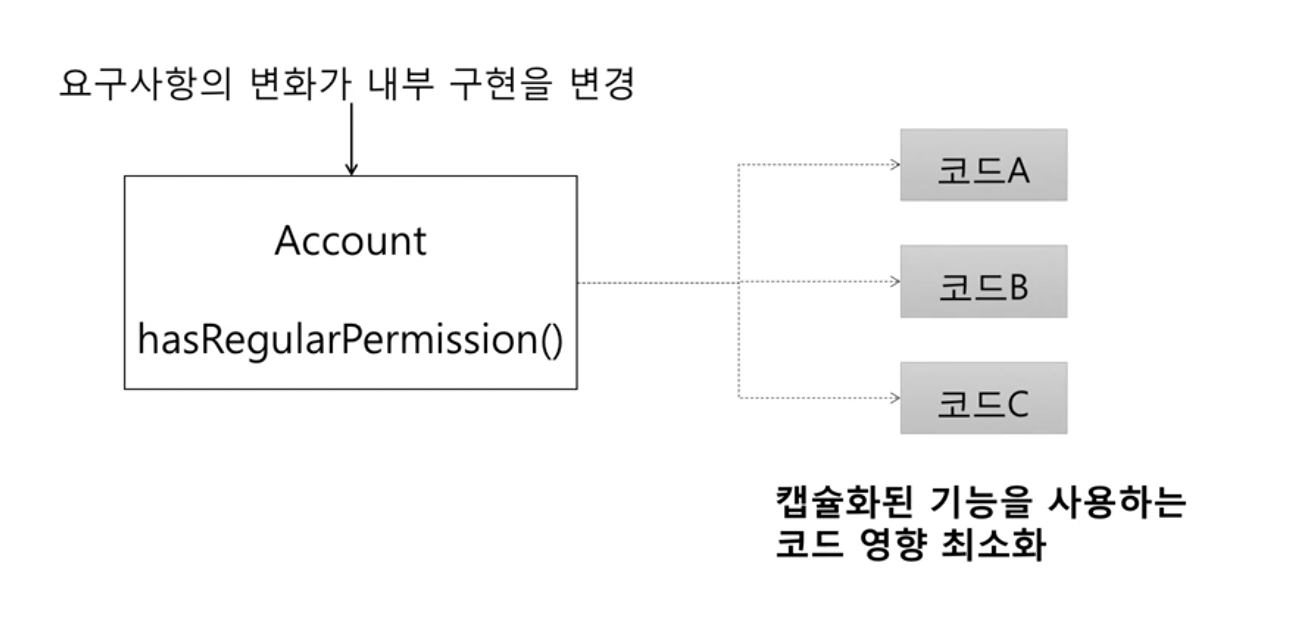 요구사항의 변화가 내부 구현을 변경
Account
hasRegularPermission()
코드A
코드B
코드C
캡슐화된 기능을 사용하는
코드 영향 최소화